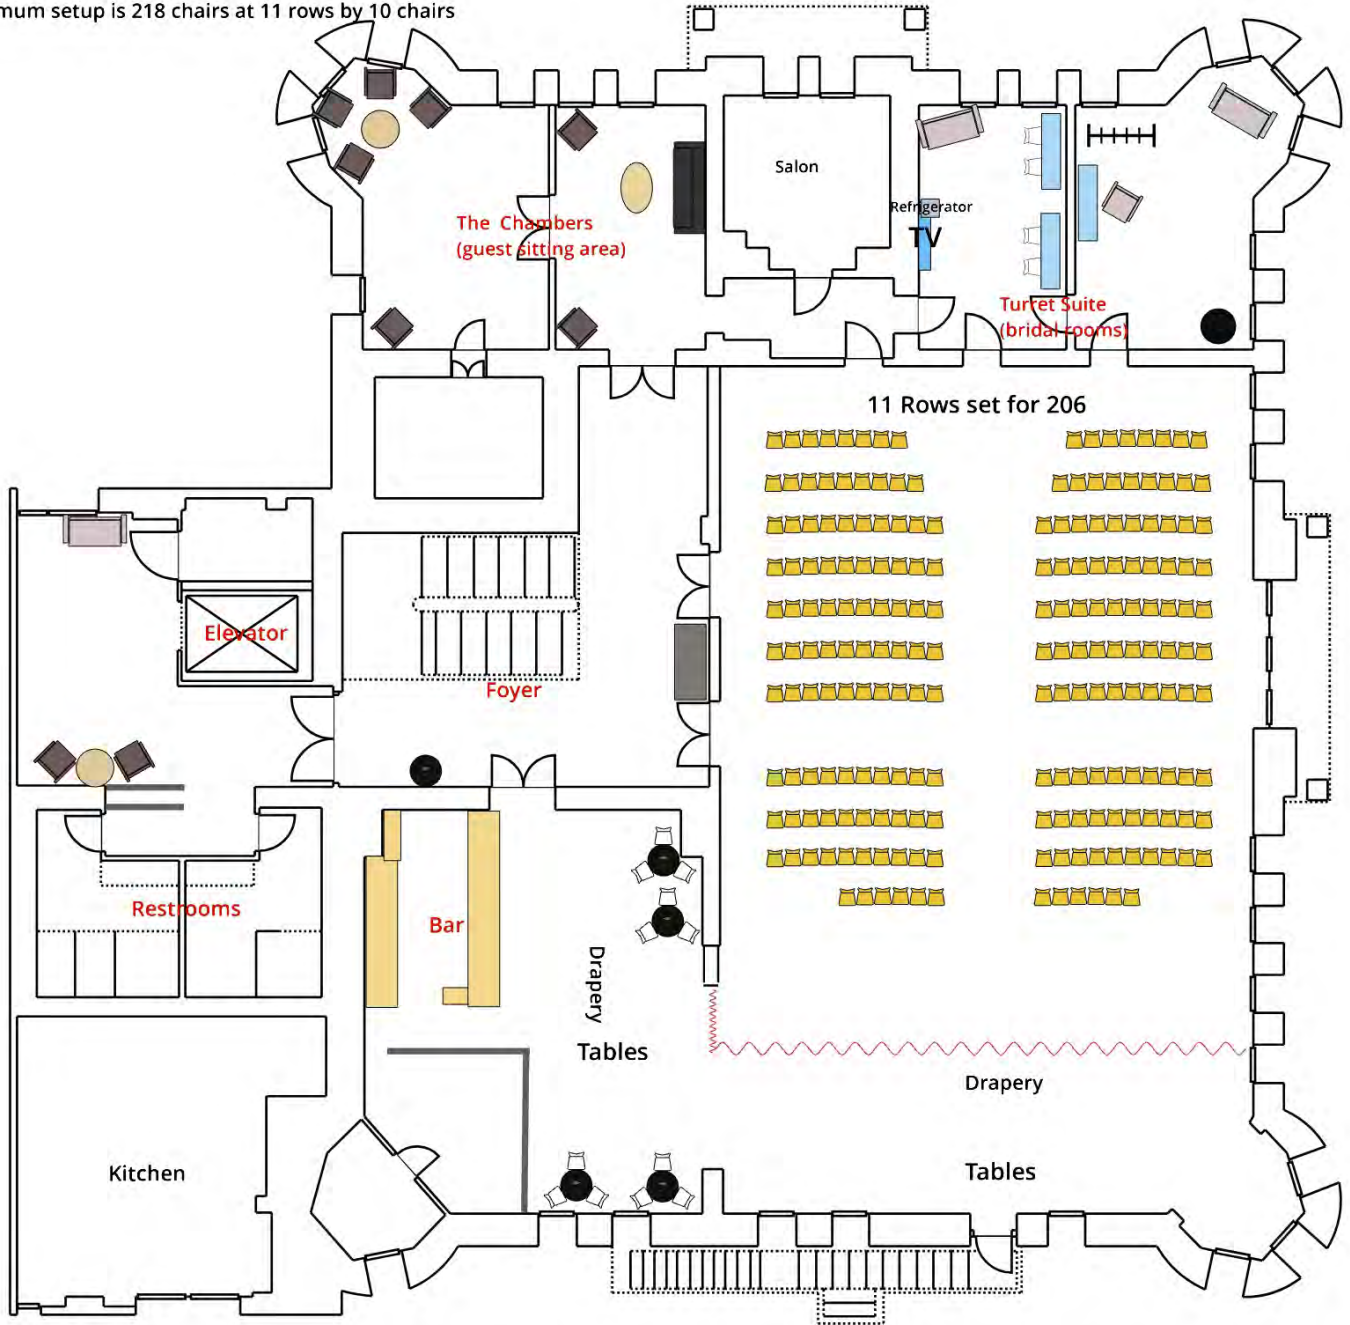 mum setup is 218 chairs at 11 rows by 10 chairs
Salon
Refrigerator
TV
The Chambers
(guest sitting area)
Turret Suite
(bridal rooms)
11 Rows set for 206
Elevator
Foyer
Restrooms
Bar
Drapery
Tables
Drapery
Kitchen
Tables